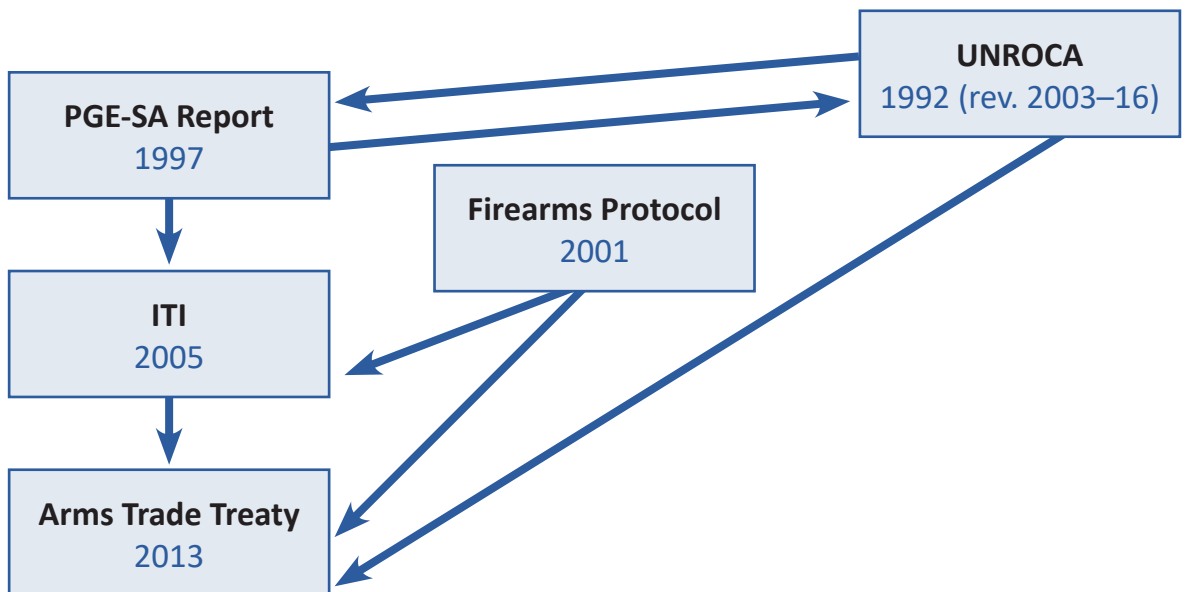 UNROCA
1992 (rev. 2003–16)
PGE-SA Report
1997
Firearms Protocol
2001
ITI
2005
Arms Trade Treaty
2013